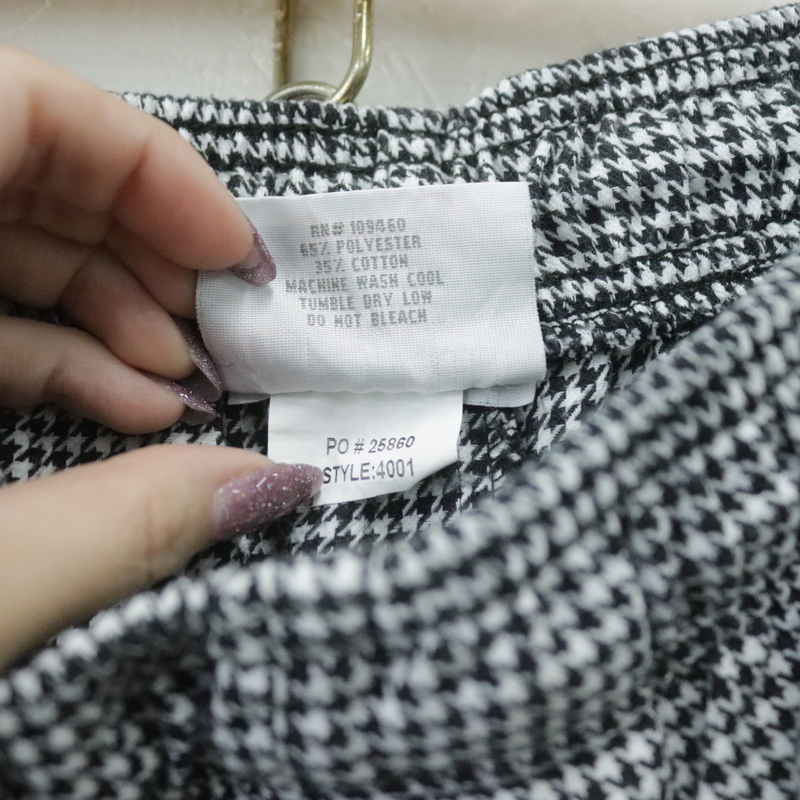 RN# 109460
65% POLYESTER
35% COTTON
MACHINE WASH COOL
TUMBLE DRY LOW
DO NOT BLEACH
PO # 25860
STYLE:4001